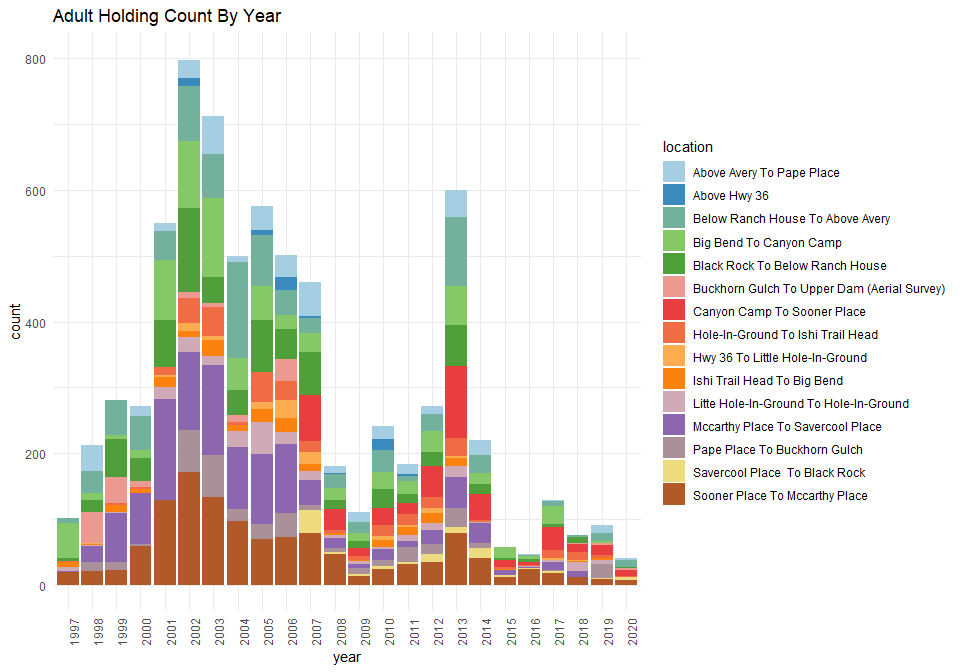 Adult Holding Count By Year
800
600
400
200
0
count
1997
1998
1999
2000
2001
2002
2003
2004
2005
2006
2007
2008
2009
2010
2011
2012
2013
2014
2015
2016
2017
2018
2019
2020
year
location
Above Avery To Pape Place
Above Hwy 36
Below Ranch House To Above Avery
Big Bend To Canyon Camp
Black Rock To Below Ranch House
Buckhorn Gulch To Upper Dam (Aerial Survey)
Canyon Camp To Sooner Place
Hole-In-Ground To Ishi Trail Head
Hwy 36 To Little Hole-In-Ground
Ishi Trail Head To Big Bend
Litte Hole-In-Ground To Hole-In-Ground
Mccarthy Place To Savercool Place
Pape Place To Buckhorn Gulch
Savercool Place  To Black Rock
Sooner Place To Mccarthy Place